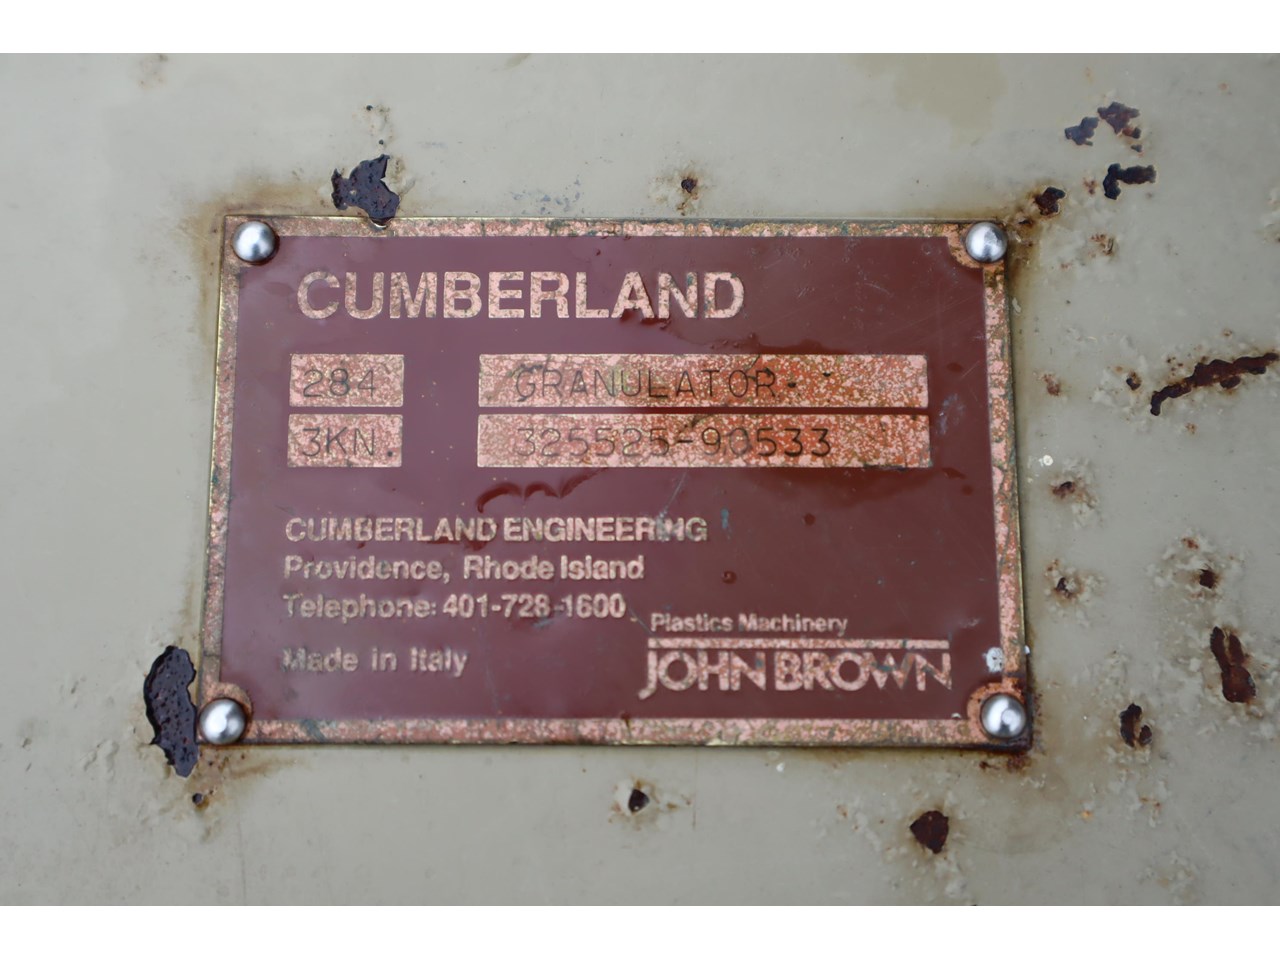 CUMBERLAND
284 GRANULATOR
3KN. 325525-90533
CUMBERLAND ENGINEERING
Providence, Rhode Island
Telephone: 401-728-1600
Made in Italy
Plastics Machinery
JOHN BROWN